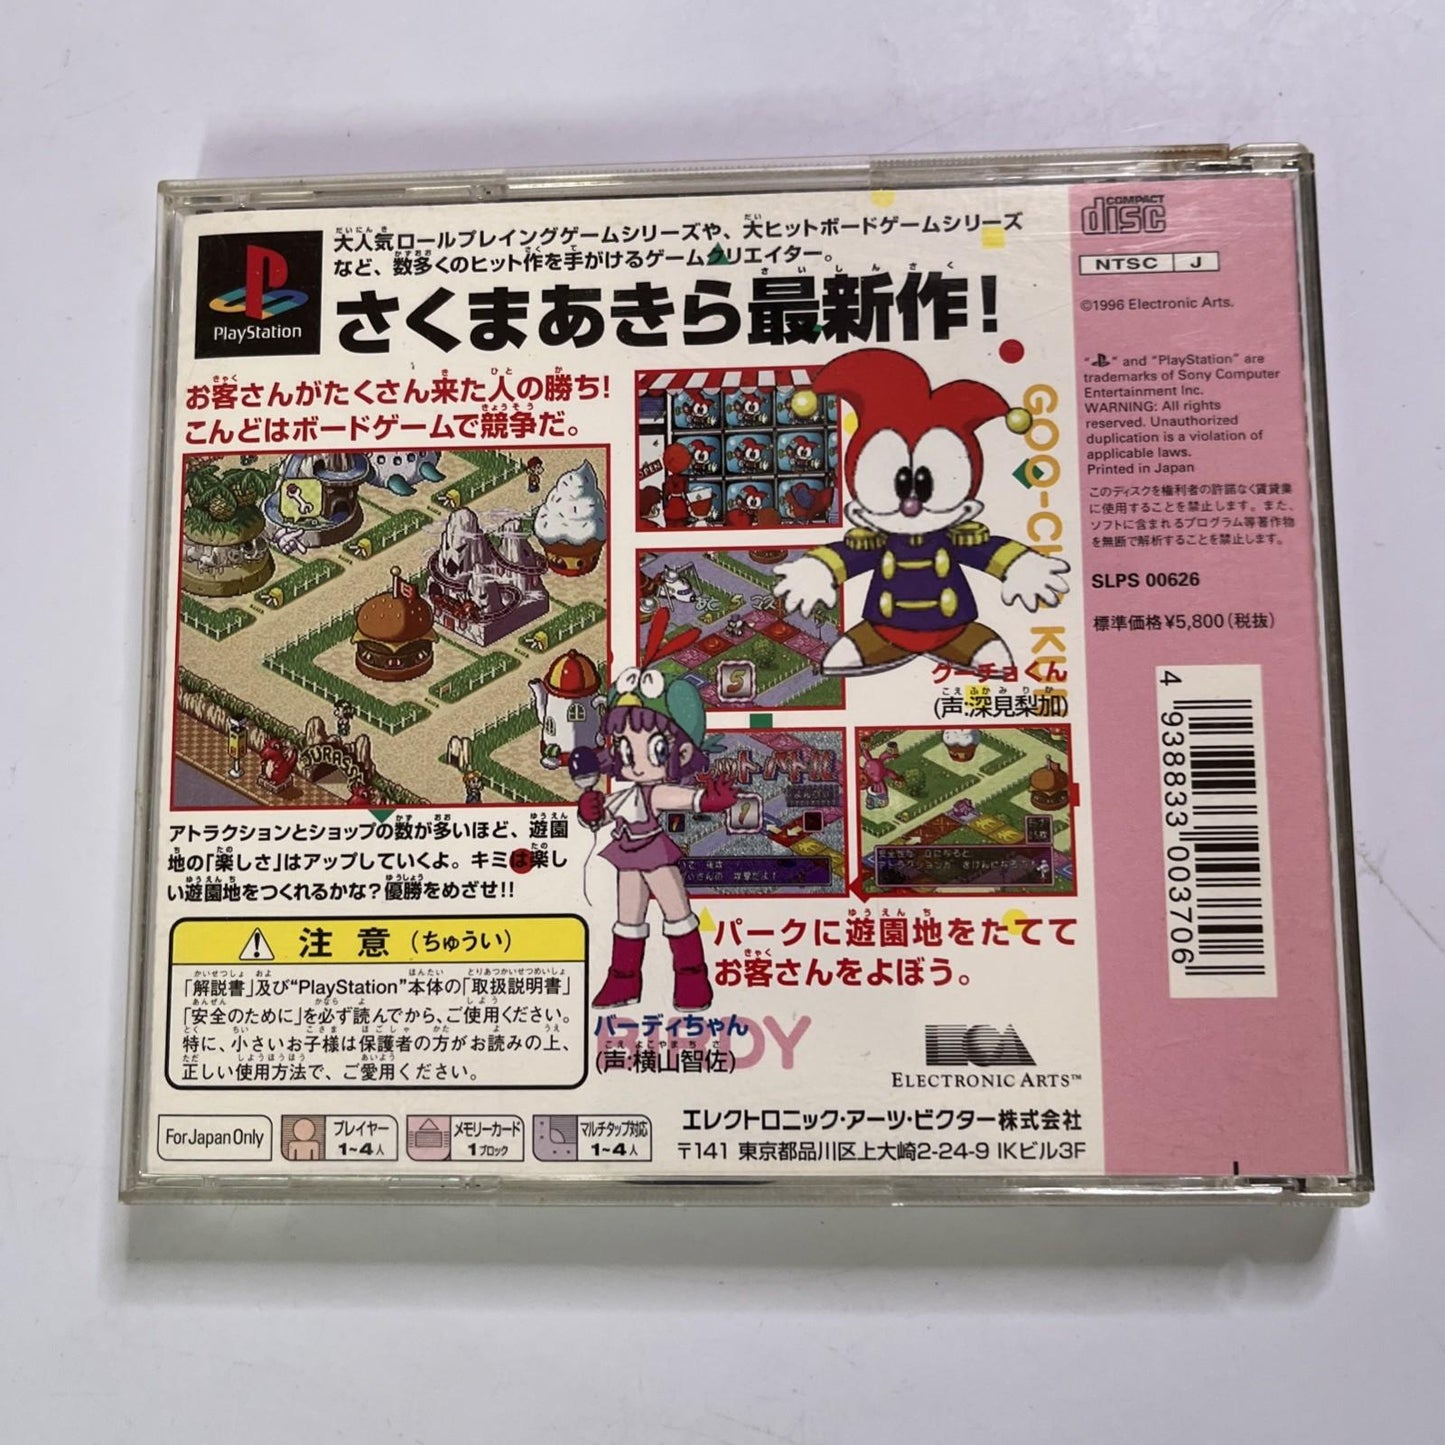 PlayStation
大人気ロールプレイングゲームシリーズや、大ヒットボードゲームシリーズ
など、数多くのヒット作を手がけるゲームクリエイター。
さくまあきら最新作!
お客さんがたくさん来た人の勝ち!
こんどはボードゲームで競争だ。
アトラクションとショップの数が多いほど、遊園
地の「楽しさ」はアップしていくよ。キミは楽し
い遊園地をつくれるかな?優勝をめざせ!!
注意(ちゅうい)
「解説書」及び“PlayStation”本体の「取扱説明書」
「安全のために」を必ず読んでから、ご使用ください。
特に、小さいお子様は保護者の方がお読みの上、
正しい使用方法で、ご愛用ください。
For Japan Only
プレイヤー
1~4人
メモリーカード
1ブロック
マルチタップ対応
1~4人
グーチョくん
(声:深見梨加)
パークに遊園地をたてて
お客さんをよぼう。
バーディちゃん
(声:横山智佐)
ELECTRONIC ARTS™
エレクトロニック・アーツ・ビクター株式会社
〒141 東京都品川区上大崎2-24-9 IKビル3F
COMPACT
disc
NTSC J
©1996 Electronic Arts.
" " and "PlayStation" are
trademarks of Sony Computer
Entertainment Inc.
WARNING: All rights
reserved. Unauthorized
duplication is a violation of
applicable laws.
Printed in Japan
このディスクを権利者の許諾なく賃貸業
に使用することを禁止します。また、
ソフトに含まれるプログラム等著作物
を無断で解析することを禁止します。
SLPS 00626
標準価格¥5,800(税抜)
4 938833 003706